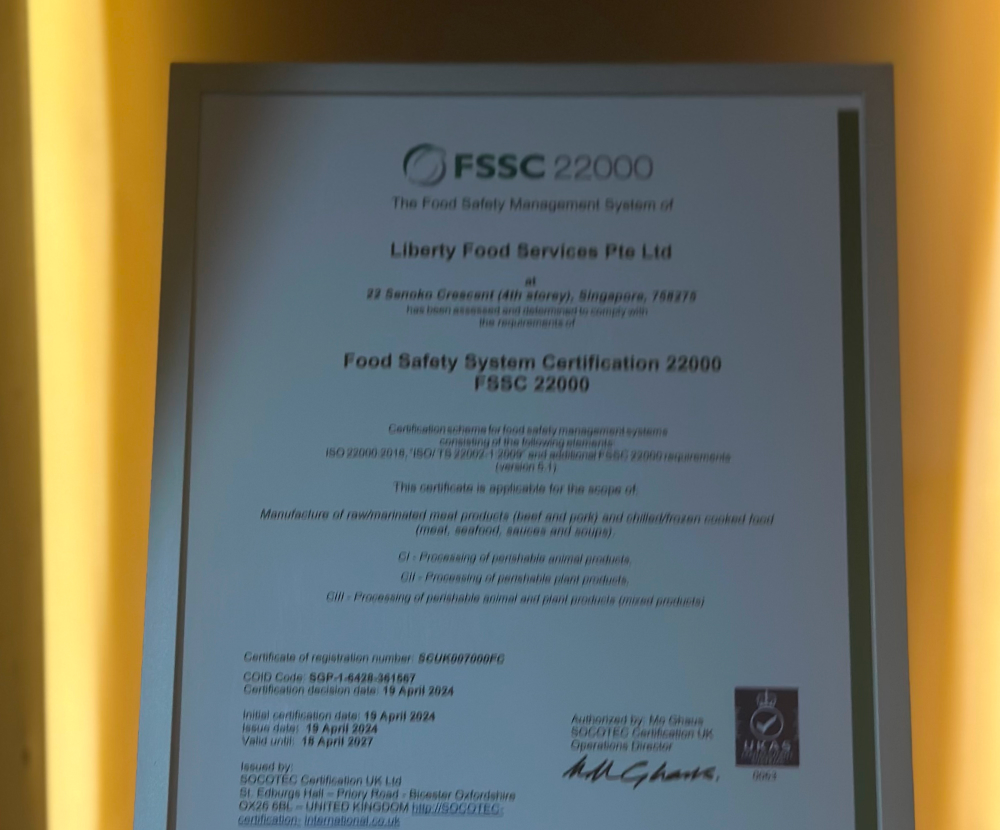 FSSC 22000
The Food Safety Management System of
Liberty Food Services Pte Ltd
at
22 Senoko Crescent (4th storey), Singapore, 758275
has been assessed and determined to comply with
the requirements of
Food Safety System Certification 22000
FSSC 22000
Certification scheme for food safety management systems
consisting of the following elements:
ISO 22000:2018, "ISO/ TS 22002-1:2009" and additional FSSC 22000 requirements
(version 5.1)
This certificate is applicable for the scope of:
Manufacture of raw/marinated meat products (beef and pork) and chilled/frozen cooked food
(meat, seafood, sauces and soups).
CI - Processing of perishable animal products.
CII - Processing of perishable plant products.
CIII - Processing of perishable animal and plant products (mixed products)
Certificate of registration number: SCUK007000FC
COID Code: SGP-1-6428-361667
Certification decision date: 19 April 2024
Initial certification date: 19 April 2024
Issue date: 19 April 2024
Valid until: 18 April 2027
Authorized by: Mo Ghaus
SOCOTEC Certification UK
Operations Director
UKAS
Issued by:
SOCOTEC Certification UK Ltd
St. Edburgs Hall – Priory Road - Bicester Oxfordshire
OX26 6BL – UNITED KINGDOM http://SOCOTEC-
certification- international.co.uk